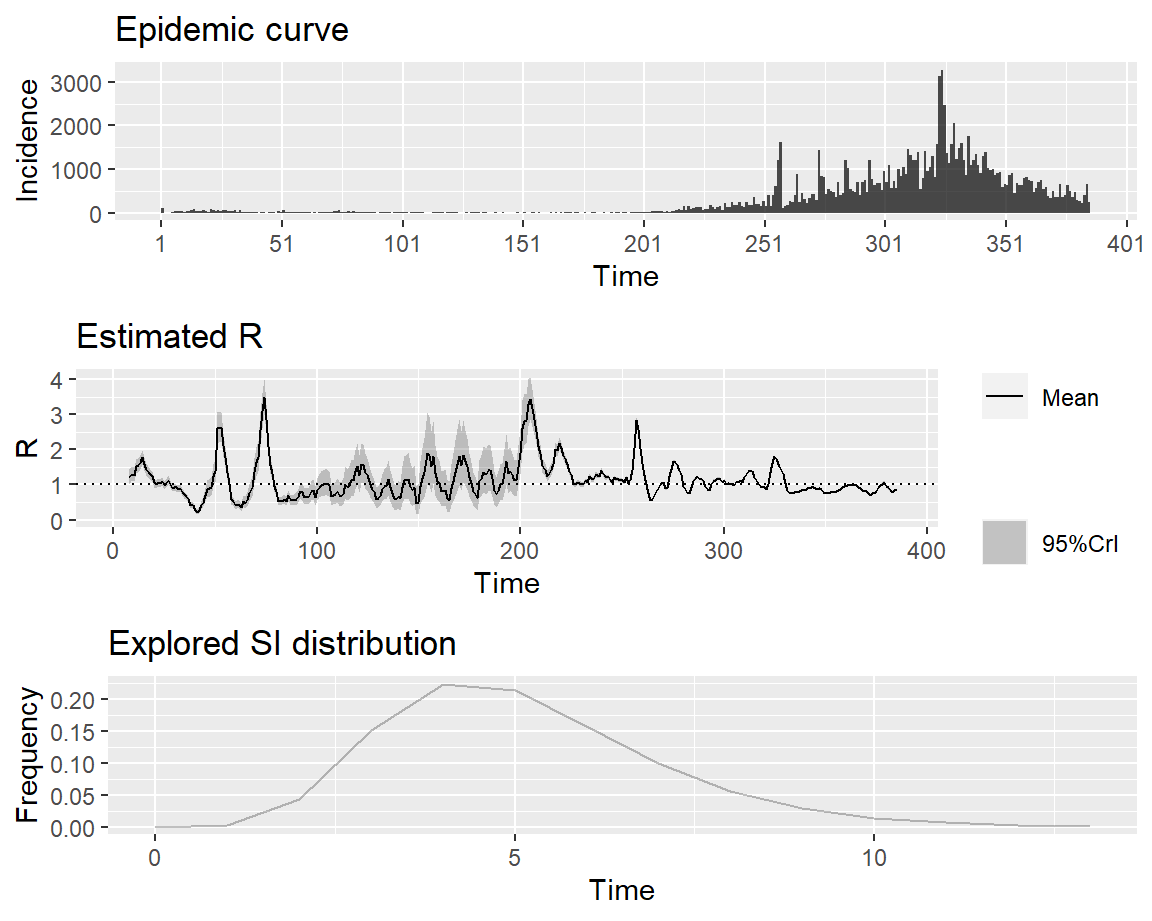 Epidemic curve
Incidence
3000
2000
1000
0
1 51 101 151 201 251 301 351 401
Time
Estimated R
R
4
3
2
1
0
0 100 200 300 400
Time
Mean
95%CrI
Explored SI distribution
Frequency
0.20
0.15
0.10
0.05
0.00
0 5 10
Time